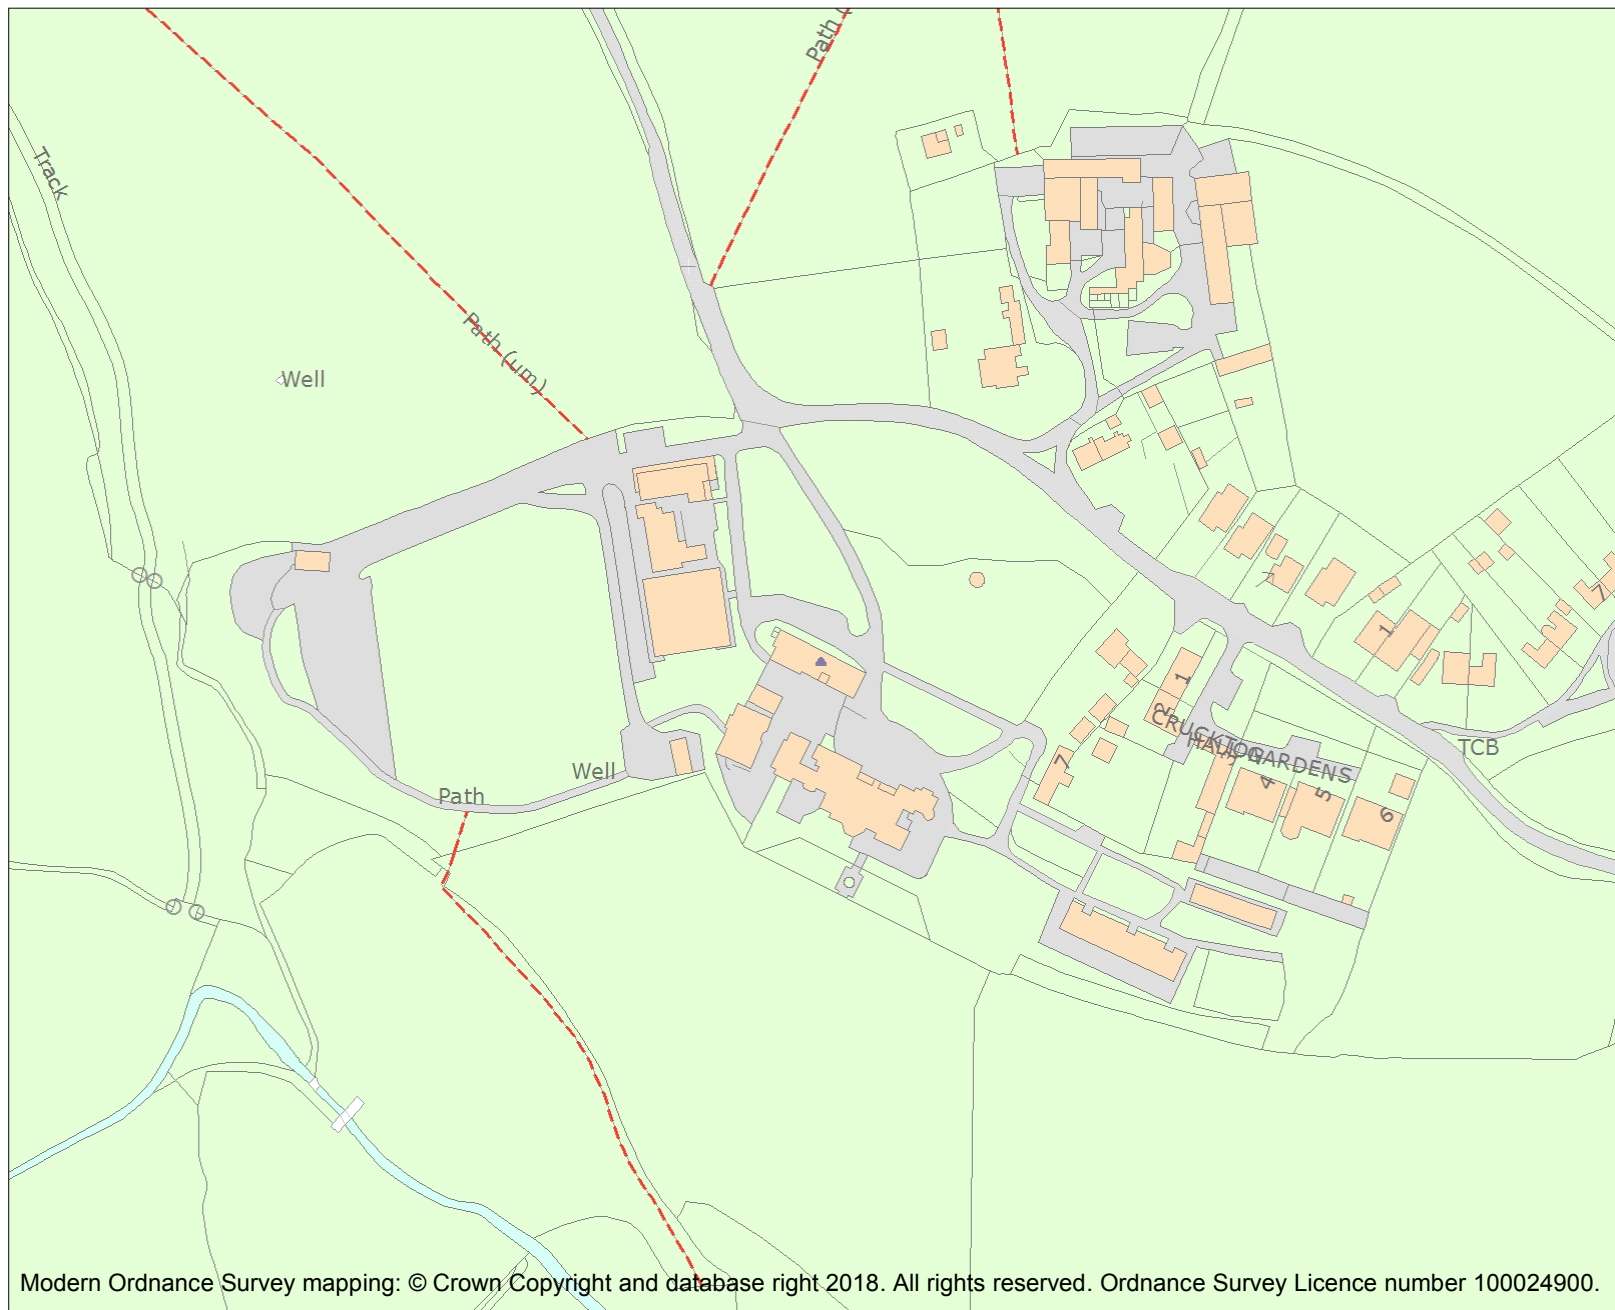 Path (
Track
Path (um)
Well
1
7
1
2
CRUCKTON
HALL GARDENS
TCB
7
Well
4
5
6
Path
Modern Ordnance Survey mapping: © Crown Copyright and database right 2018. All rights reserved. Ordnance Survey Licence number 100024900.